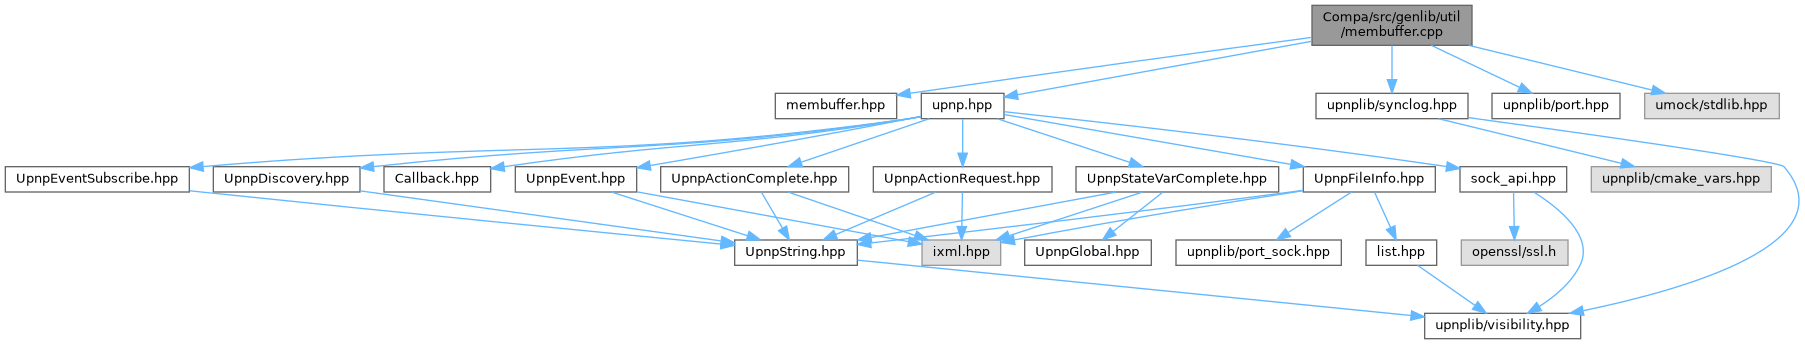 Compa/src/genlib/util
/membuffer.cpp
membuffer.hpp
upnp.hpp
upnplib/synclog.hpp
upnplib/port.hpp
umock/stdlib.hpp
UpnpEventSubscribe.hpp
UpnpDiscovery.hpp
Callback.hpp
UpnpEvent.hpp
UpnpActionComplete.hpp
UpnpActionRequest.hpp
UpnpStateVarComplete.hpp
UpnpFileInfo.hpp
sock_api.hpp
upnplib/cmake_vars.hpp
UpnpString.hpp
ixml.hpp
UpnpGlobal.hpp
upnplib/port_sock.hpp
list.hpp
openssl/ssl.h
upnplib/visibility.hpp